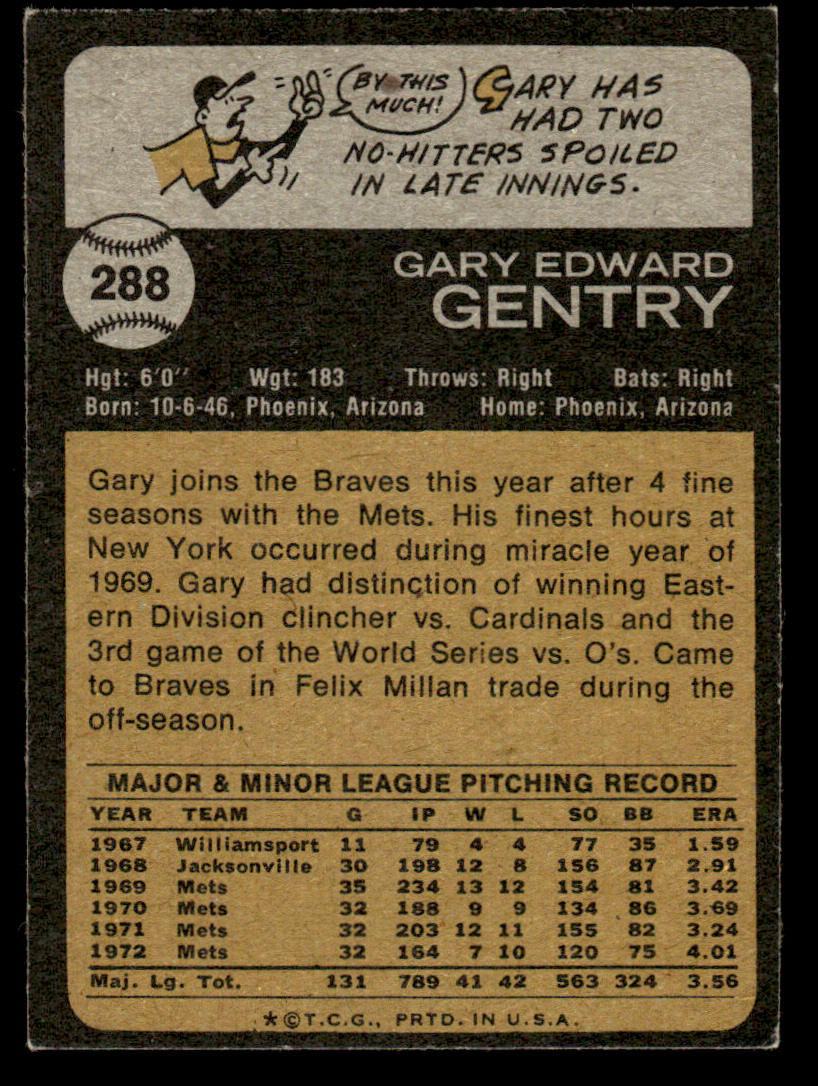 BY THIS
MUCH!
GARY HAS
HAD TWO
NO-HITTERS SPOILED
IN LATE INNINGS.
288
GARY EDWARD
GENTRY
Hgt: 6'0" Wgt: 183 Throws: Right Bats: Right
Born: 10-6-46, Phoenix, Arizona Home: Phoenix, Arizona
Gary joins the Braves this year after 4 fine
seasons with the Mets. His finest hours at
New York occurred during miracle year of
1969. Gary had distinction of winning East-
ern Division clincher vs. Cardinals and the
3rd game of the World Series vs. O's. Came
to Braves in Felix Millan trade during the
off-season.
MAJOR & MINOR LEAGUE PITCHING RECORD
YEAR TEAM G IP W L SO BB ERA
1967 Williamsport 11 79 4 4 77 35 1.59
1968 Jacksonville 30 198 12 8 156 87 2.91
1969 Mets 35 234 13 12 154 81 3.42
1970 Mets 32 188 9 9 134 86 3.69
1971 Mets 32 203 12 11 155 82 3.24
1972 Mets 32 164 7 10 120 75 4.01
Maj. Lg. Tot. 131 789 41 42 563 324 3.56
*©T.C.G., PRTD. IN U.S.A.